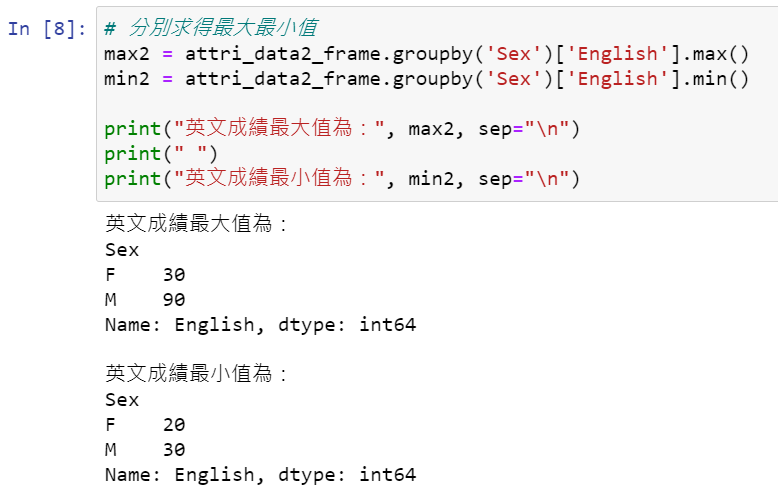 In [8]:
# 分別求得最大最小值
max2 = attri_data2_frame.groupby('Sex')['English'].max()
min2 = attri_data2_frame.groupby('Sex')['English'].min()
print("英文成績最大值為：", max2, sep="\n")
print(" ")
print("英文成績最小值為：", min2, sep="\n")
英文成績最大值為：
Sex
F    30
M    90
Name: English, dtype: int64
英文成績最小值為：
Sex
F    20
M    30
Name: English, dtype: int64